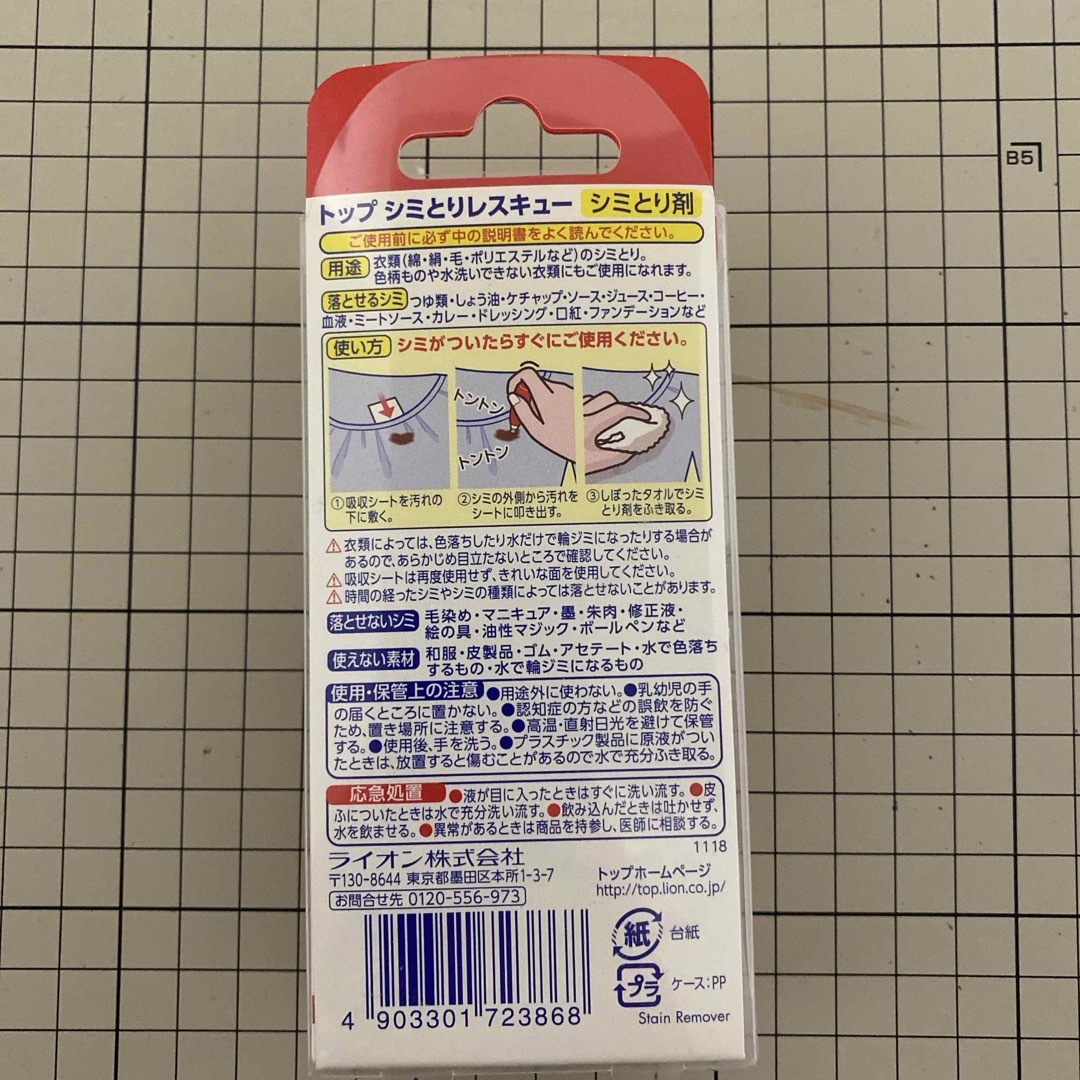 B5
トップ シミとりレスキュー シミとり剤
ご使用前に必ず中の説明書をよく読んでください。
用途 衣類(綿・絹・毛・ポリエステルなど)のシミとり。
色柄ものや水洗いできない衣類にもご使用になれます。
落とせるシミ つゆ類・しょう油・ケチャップ・ソース・ジュース・コーヒー・
血液・ミートソース・カレー・ドレッシング・口紅・ファンデーションなど
使い方 シミがついたらすぐにご使用ください。
トントン
トントン
①吸収シートを汚れの
下に敷く。
②シミの外側から汚れを
シートに叩き出す。
③しぼったタオルでシミ
とり剤をふき取る。
⚠衣類によっては、色落ちしたり水だけで輪ジミになったりする場合が
あるので、あらかじめ目立たないところで確認してください。
⚠吸収シートは再度使用せず、きれいな面を使用してください。
⚠時間の経ったシミやシミの種類によっては落とせないことがあります。
落とせないシミ 毛染め・マニキュア・墨・朱肉・修正液・
絵の具・油性マジック・ボールペンなど
使えない素材 和服・皮製品・ゴム・アセテート・水で色落ち
するもの・水で輪ジミになるもの
使用・保管上の注意 ●用途外に使わない。●乳幼児の手
の届くところに置かない。●認知症の方などの誤飲を防ぐ
ため、置き場所に注意する。●高温・直射日光を避けて保管
する。●使用後、手を洗う。●プラスチック製品に原液がつい
たときは、放置すると傷むことがあるので水で充分ふき取る。
応急処置 ●液が目に入ったときはすぐに洗い流す。●皮
ふについたときは水で充分洗い流す。●飲み込んだときは吐かせず、
水を飲ませる。●異常があるときは商品を持参し、医師に相談する。
1118
ライオン株式会社
〒130-8644 東京都墨田区本所1-3-7
お問合せ先 0120-556-973
トップホームページ
http://top.lion.co.jp/
紙 台紙
プラ ケース:PP
4 903301 723868
Stain Remover